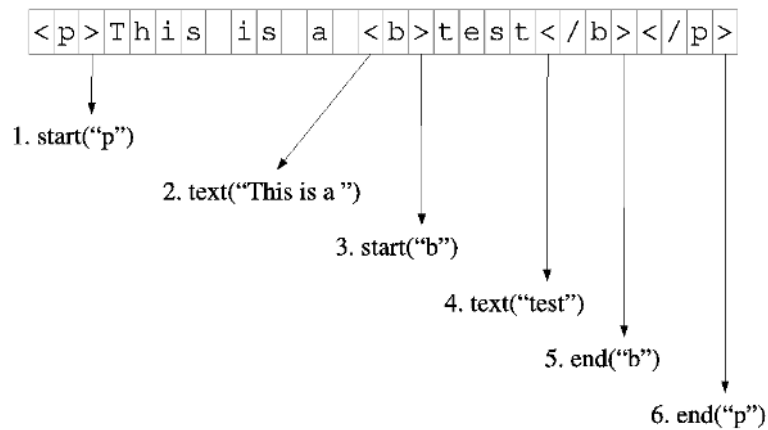 <p>This is a <b>test</b></p>
1. start(“p”)
2. text(“This is a ”)
3. start(“b”)
4. text(“test”)
5. end(“b”)
6. end(“p”)